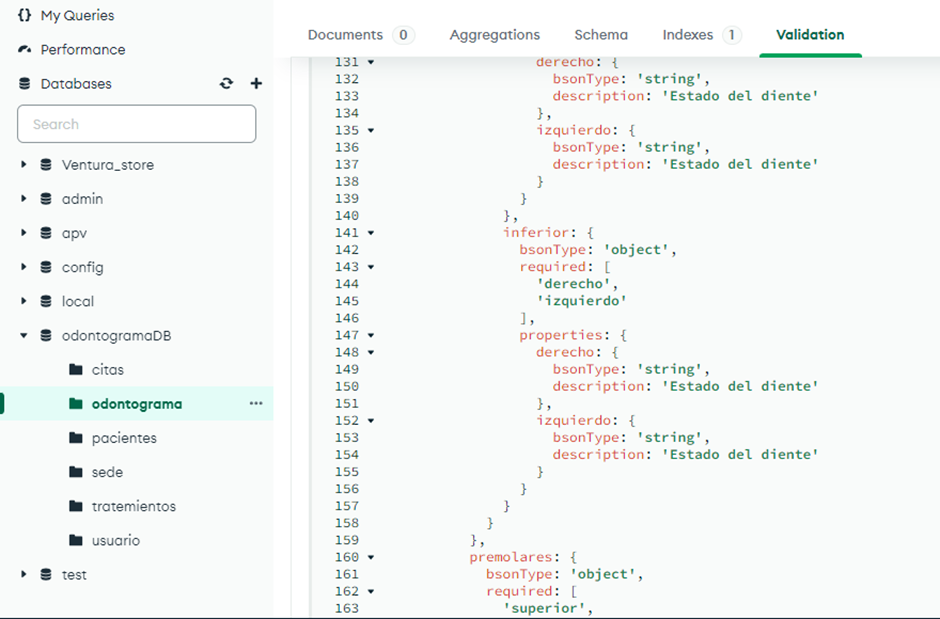 My Queries
Performance
Databases
Search
Ventura_store
admin
apv
config
local
odontogramaDB
citas
odontograma
pacientes
sede
tratemientos
usuario
test
Documents 0 Aggregations Schema Indexes 1 Validation
131 derecho: {
132 bsonType: 'string',
133 description: 'Estado del diente'
134 },
135 izquierdo: {
136 bsonType: 'string',
137 description: 'Estado del diente'
138 }
139 }
140 },
141 inferior: {
142 bsonType: 'object',
143 required: [
144 'derecho',
145 'izquierdo'
146 ],
147 properties: {
148 derecho: {
149 bsonType: 'string',
150 description: 'Estado del diente'
151 },
152 izquierdo: {
153 bsonType: 'string',
154 description: 'Estado del diente'
155 }
156 }
157 }
158 }
159 },
160 premolares: {
161 bsonType: 'object',
162 required: [
163 'superior',